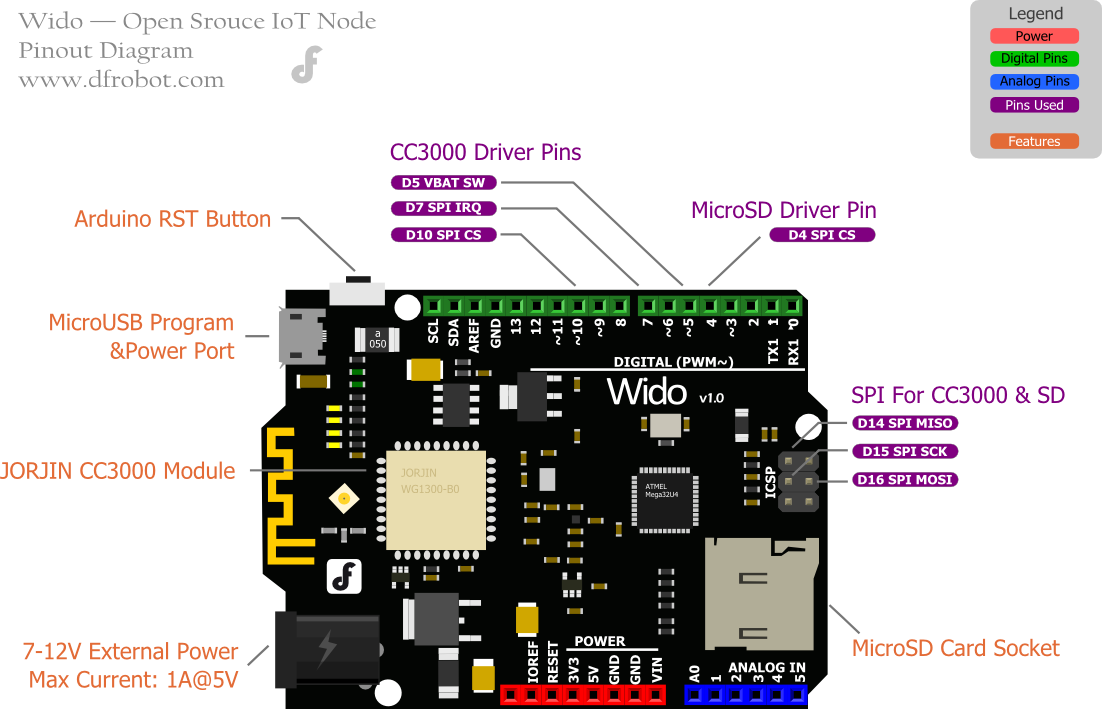 Wido — Open Srouce IoT Node
Pinout Diagram
www.dfrobot.com
Legend
Power
Digital Pins
Analog Pins
Pins Used
Features
CC3000 Driver Pins
D5 VBAT SW
D7 SPI IRQ
D10 SPI CS
MicroSD Driver Pin
D4 SPI CS
Arduino RST Button
MicroUSB Program
&Power Port
a
050
SCL
SDA
AREF
GND
13
12
~11
~10
~9
8
7
~6
~5
4
~3
2
TX1 1
RX1 0
DIGITAL (PWM~)
Wido v1.0
SPI For CC3000 & SD
D14 SPI MISO
D15 SPI SCK
D16 SPI MOSI
ICSP
JORJIN CC3000 Module
JORJIN
WG1300-B0
ATMEL
Mega32U4
7-12V External Power
Max Current: 1A@5V
MicroSD Card Socket
POWER
IOREF
RESET
3V3
5V
GND
GND
VIN
ANALOG IN
A0
1
2
3
4
5